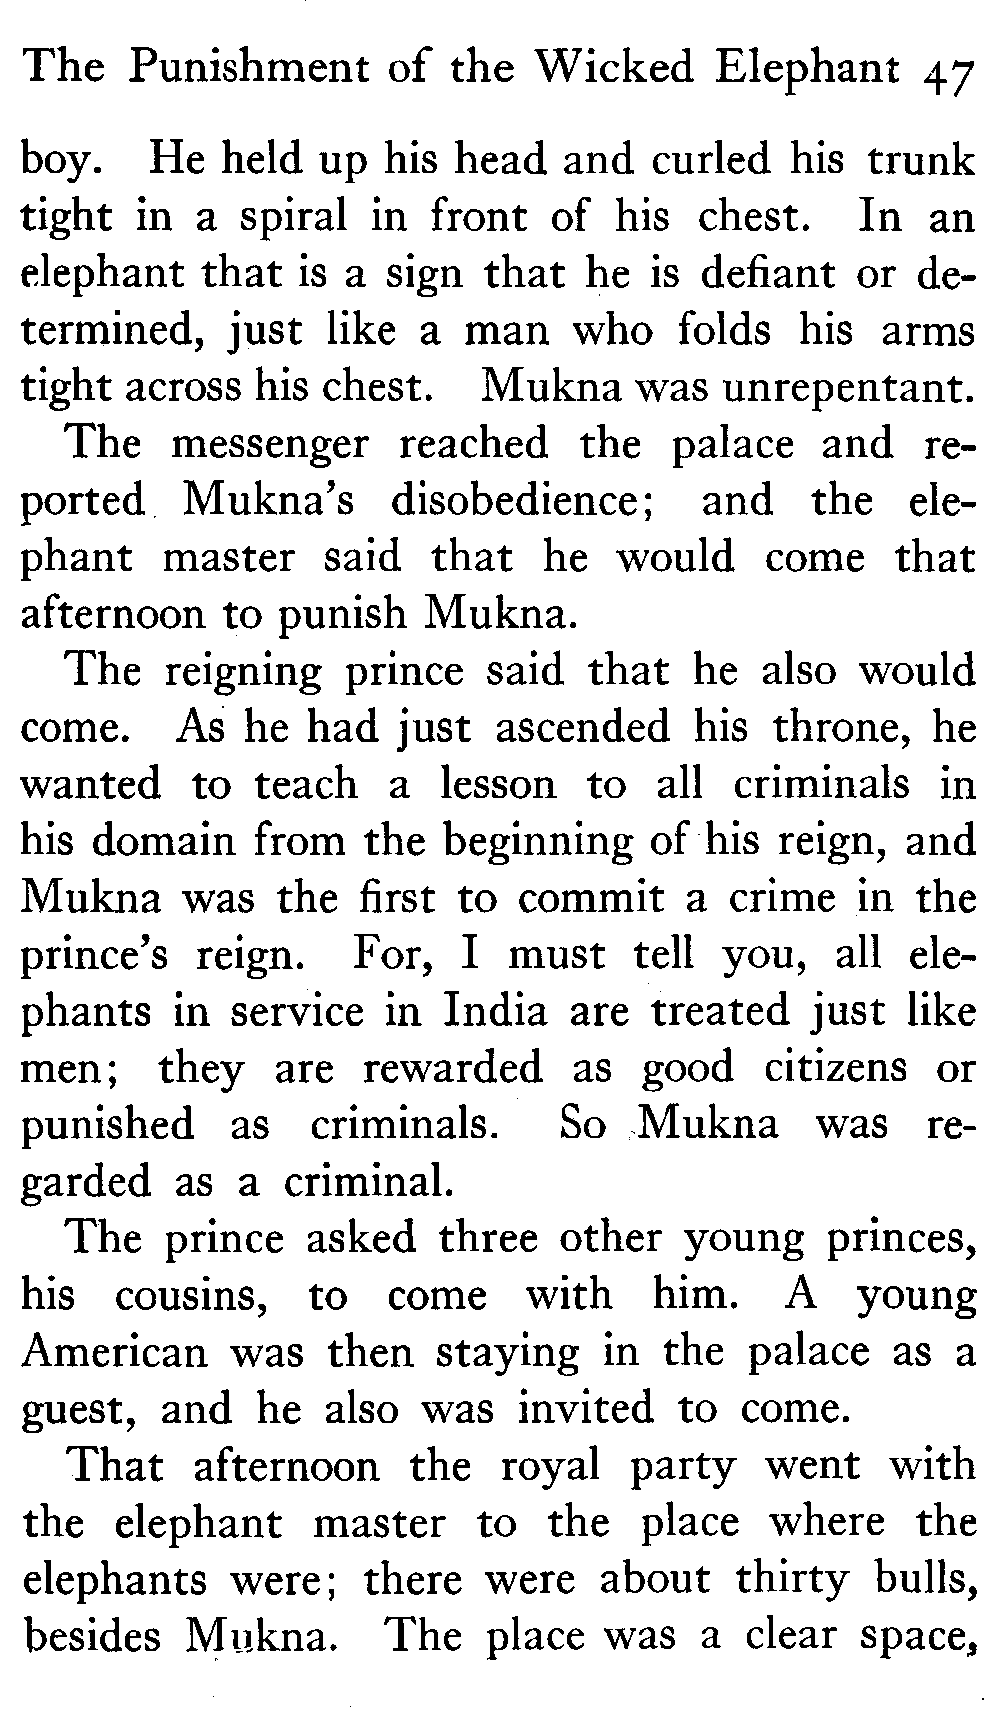 The Punishment of the Wicked Elephant 47
boy. He held up his head and curled his trunk
tight in a spiral in front of his chest. In an
elephant that is a sign that he is defiant or de-
termined, just like a man who folds his arms
tight across his chest. Mukna was unrepentant.
The messenger reached the palace and re-
ported Mukna's disobedience; and the ele-
phant master said that he would come that
afternoon to punish Mukna.
The reigning prince said that he also would
come. As he had just ascended his throne, he
wanted to teach a lesson to all criminals in
his domain from the beginning of his reign, and
Mukna was the first to commit a crime in the
prince's reign. For, I must tell you, all ele-
phants in service in India are treated just like
men; they are rewarded as good citizens or
punished as criminals. So Mukna was re-
garded as a criminal.
The prince asked three other young princes,
his cousins, to come with him. A young
American was then staying in the palace as a
guest, and he also was invited to come.
That afternoon the royal party went with
the elephant master to the place where the
elephants were; there were about thirty bulls,
besides Mukna. The place was a clear space,